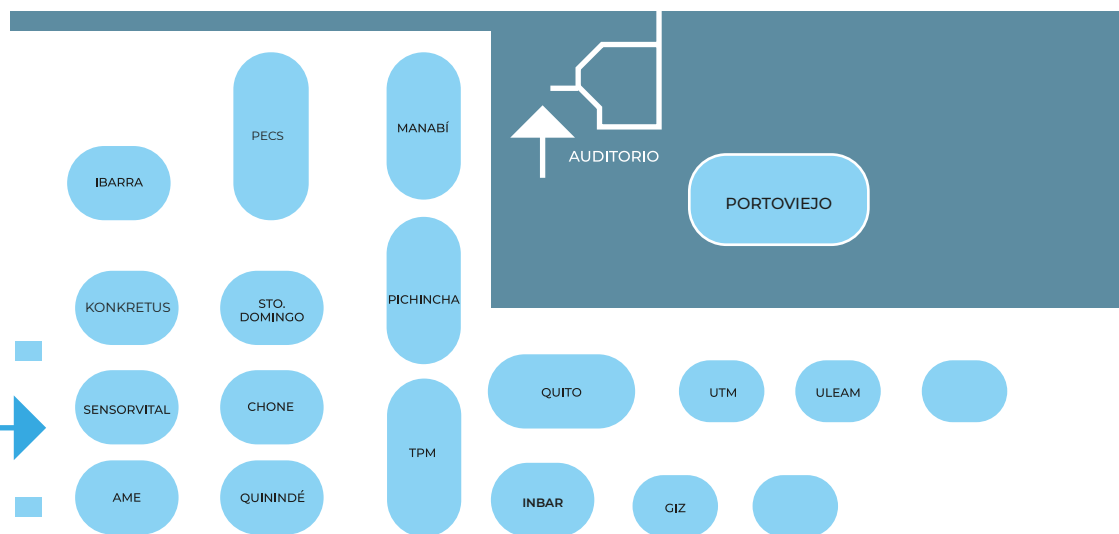 PECS
MANABÍ
AUDITORIO
IBARRA
PORTOVIEJO
KONKRETUS
STO.
DOMINGO
PICHINCHA
QUITO
UTM
ULEAM
SENSORVITAL
CHONE
TPM
AME
QUININDÉ
INBAR
GIZ